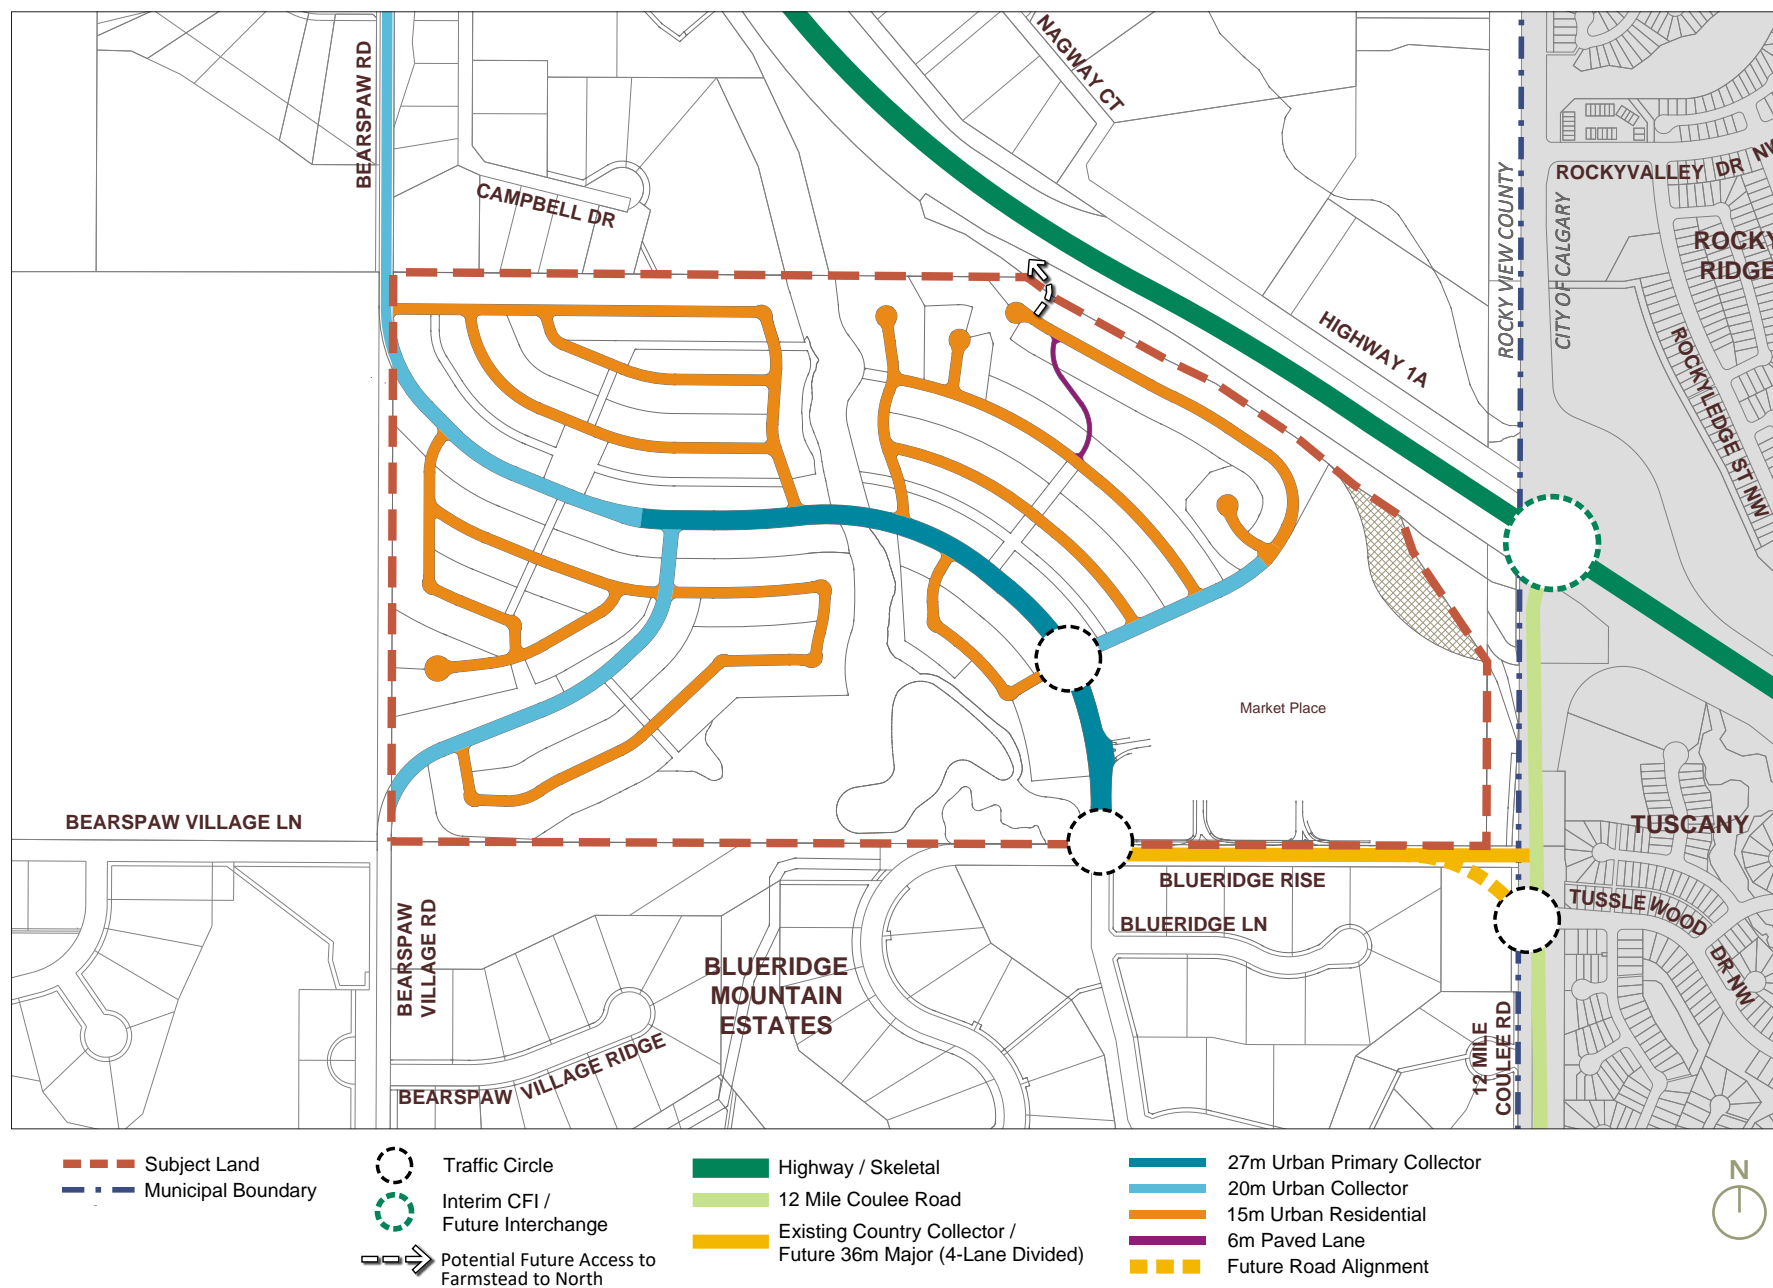 BEARSPAW RD
CAMPBELL DR
NAGWAY CT
HIGHWAY 1A
ROCKY VIEW COUNTY
CITY OF CALGARY
ROCKYVALLEY DR NW
ROCKY
RIDGE
ROCKYLEDGE ST NW
Market Place
BEARSPAW VILLAGE LN
BEARSPAW
VILLAGE RD
BLUERIDGE
MOUNTAIN
ESTATES
BEARSPAW VILLAGE RIDGE
BLUERIDGE RISE
BLUERIDGE LN
TUSCANY
TUSSLEWOOD DR NW
12 MILE
COULEE RD
Subject Land
Municipal Boundary
Traffic Circle
Interim CFI /
Future Interchange
Potential Future Access to
Farmstead to North
Highway / Skeletal
12 Mile Coulee Road
Existing Country Collector /
Future 36m Major (4-Lane Divided)
27m Urban Primary Collector
20m Urban Collector
15m Urban Residential
6m Paved Lane
Future Road Alignment
N